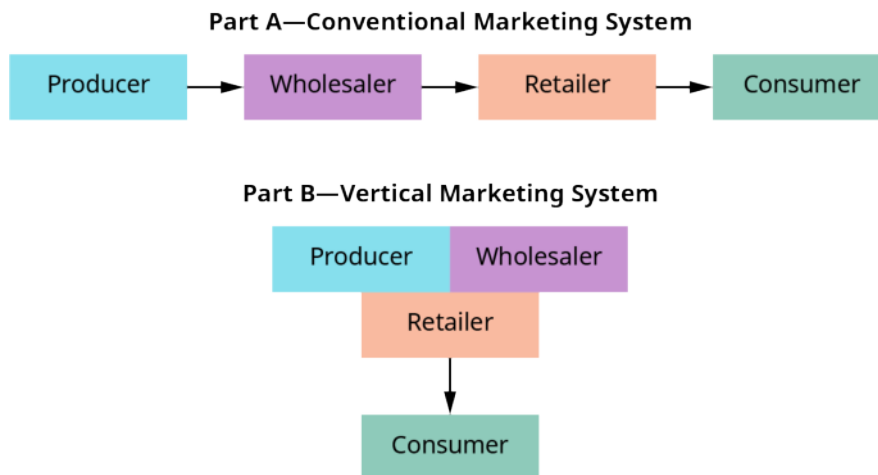 Part A—Conventional Marketing System
Producer
Wholesaler
Retailer
Consumer
Part B—Vertical Marketing System
Producer
Wholesaler
Retailer
Consumer